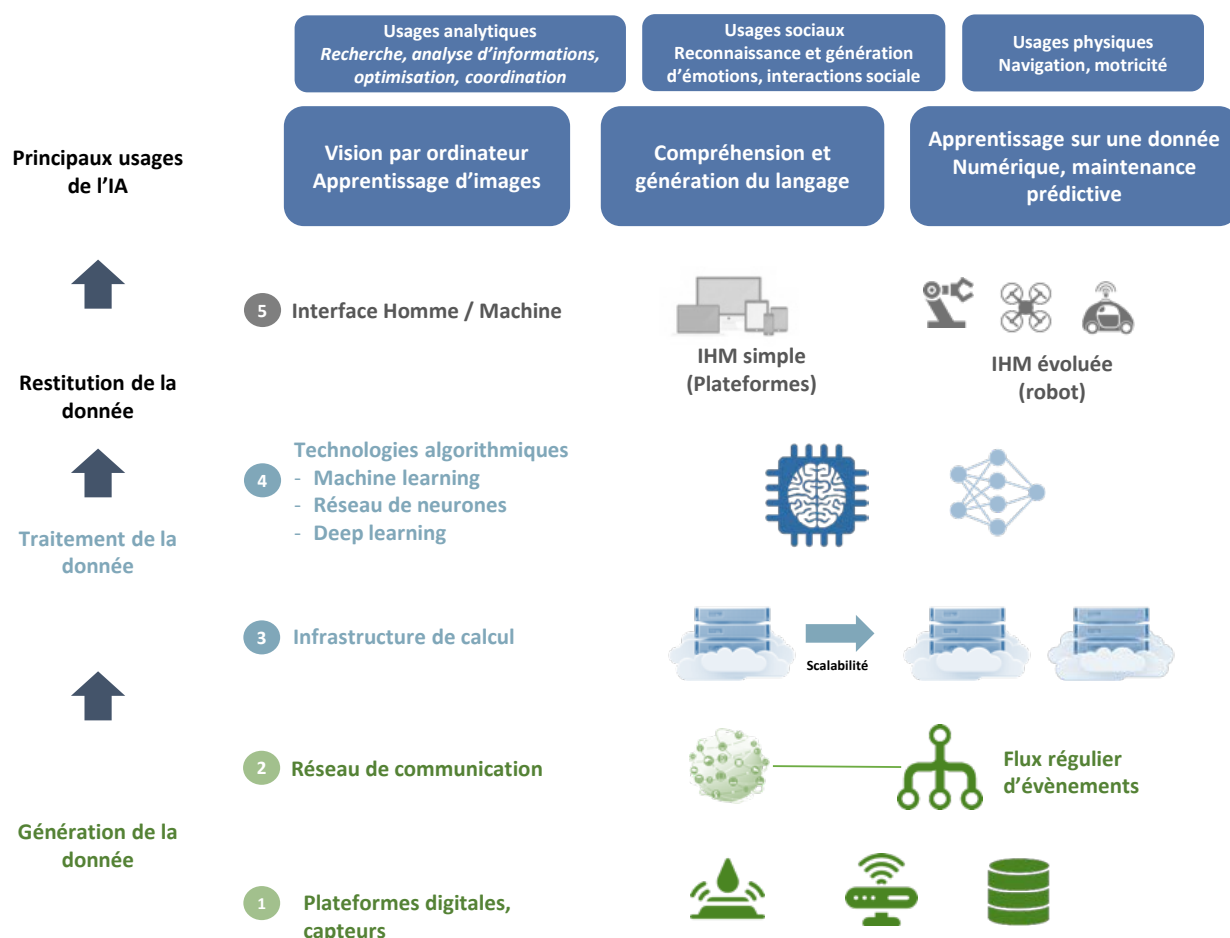 Usages analytiques
Recherche, analyse d'informations,
optimisation, coordination
Usages sociaux
Reconnaissance et génération
d'émotions, interactions sociale
Usages physiques
Navigation, motricité
Principaux usages
de l'IA
Vision par ordinateur
Apprentissage d'images
Compréhension et
génération du langage
Apprentissage sur une donnée
Numérique, maintenance
prédictive
5 Interface Homme / Machine
IHM simple
(Plateformes)
IHM évoluée
(robot)
Restitution de la
donnée
4
Technologies algorithmiques
- Machine learning
- Réseau de neurones
- Deep learning
Traitement de la
donnée
3 Infrastructure de calcul
Scalabilité
2 Réseau de communication
Flux régulier
d'évènements
Génération de la
donnée
1 Plateformes digitales,
capteurs